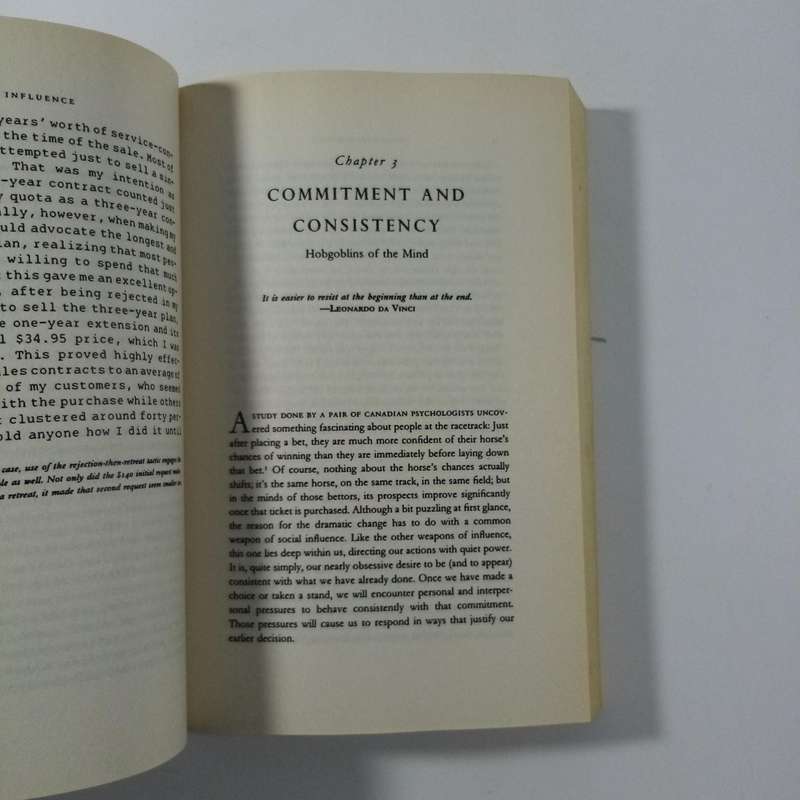 INFLUENCE
years' worth of service-con-
the time of the sale. Most of
ttempted just to sell a sin-
That was my intention as
-year contract counted just
y quota as a three-year con-
lly, however, when making my
uld advocate the longest and
lan, realizing that most peo-
willing to spend that much
this gave me an excellent op-
, after being rejected in my
to sell the three-year plan,
e one-year extension and its
l $34.95 price, which I was
. This proved highly effec-
les contracts to an average of
of my customers, who seemed
with the purchase while others
t clustered around forty per-
old anyone how I did it until
case, use of the rejection-then-retreat tactic
le as well. Not only did the $140 initial request make
a retreat, it made that second request seem smaller
Chapter 3
COMMITMENT AND
CONSISTENCY
Hobgoblins of the Mind
It is easier to resist at the beginning than at the end.
—LEONARDO DA VINCI
A STUDY DONE BY A PAIR OF CANADIAN PSYCHOLOGISTS UNCOV-
ered something fascinating about people at the racetrack: Just
after placing a bet, they are much more confident of their horse's
chances of winning than they are immediately before laying down
that bet.¹ Of course, nothing about the horse's chances actually
shifts; it's the same horse, on the same track, in the same field; but
in the minds of those bettors, its prospects improve significantly
once that ticket is purchased. Although a bit puzzling at first glance,
the reason for the dramatic change has to do with a common
weapon of social influence. Like the other weapons of influence,
this one lies deep within us, directing our actions with quiet power.
It is, quite simply, our nearly obsessive desire to be (and to appear)
consistent with what we have already done. Once we have made a
choice or taken a stand, we will encounter personal and interper-
sonal pressures to behave consistently with that commitment.
Those pressures will cause us to respond in ways that justify our
earlier decision.